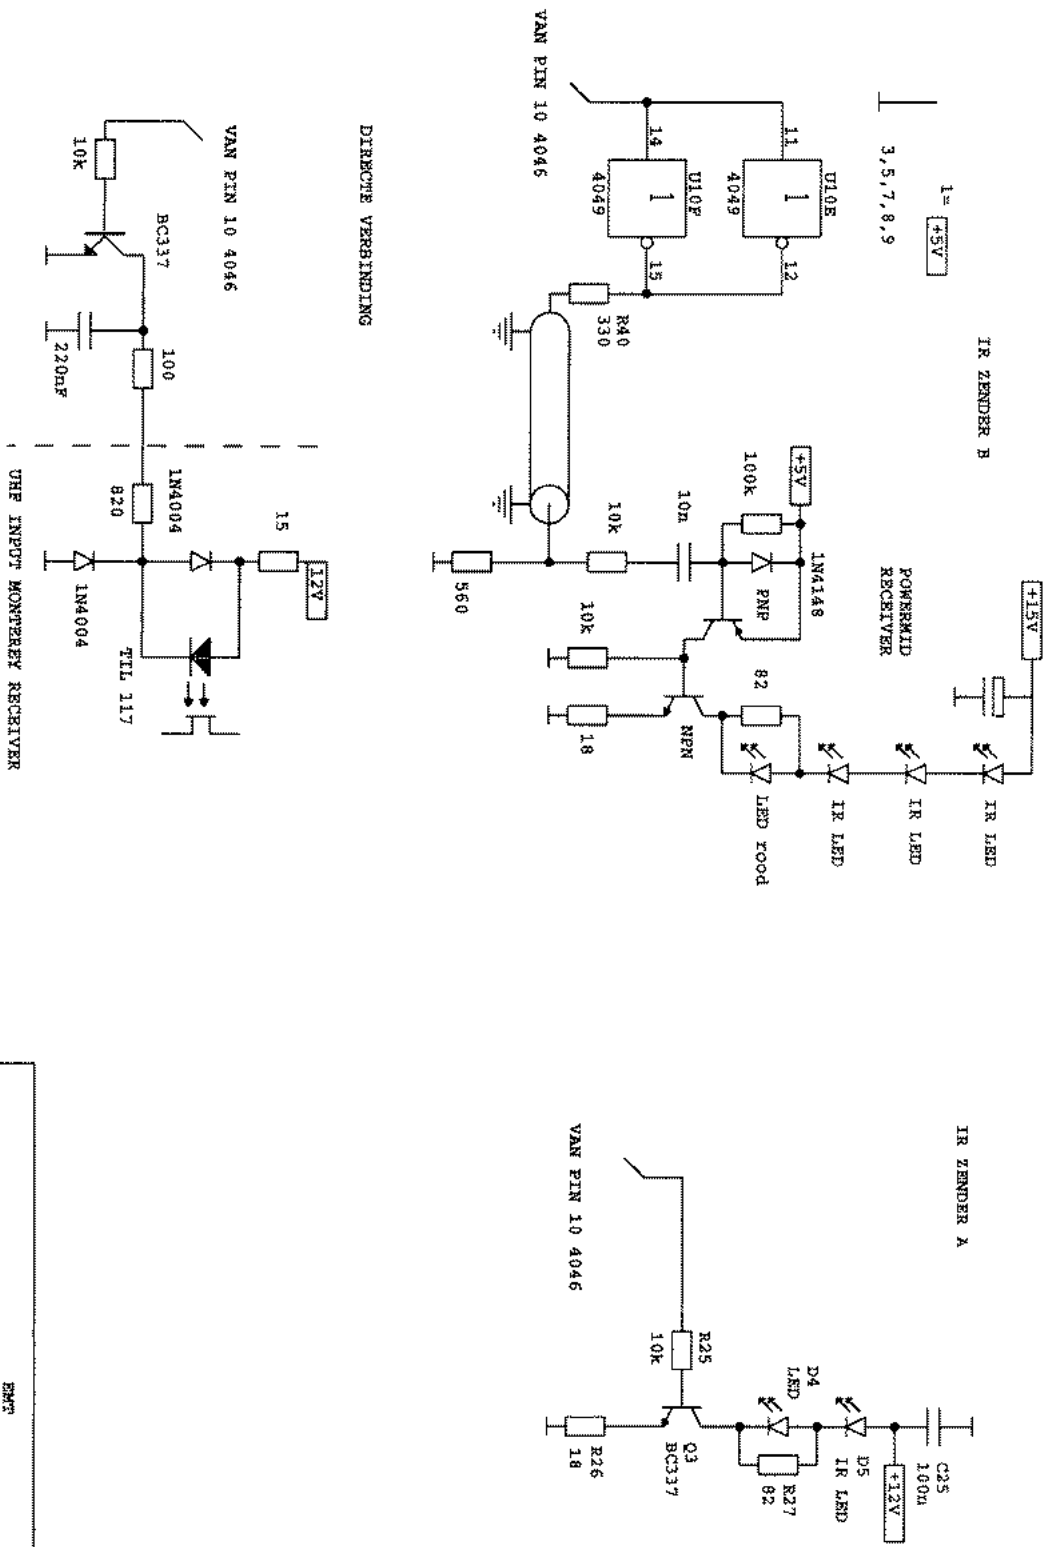 IR ZENDER B
1=
+5V
3,5,7,8,9
U10E
4049
11
1
12
U10F
4049
14
1
15
VAN PIN 10 4046
R40
330
+5V
100k
10n
10k
560
1N4148
PNP
POWERMID
RECEIVER
+15V
10k
82
18
NPN
IR LED
IR LED
IR LED
LED rood
DIRECTE VERBINDING
VAN PIN 10 4046
10k
BC337
220nF
100
820
1N4004
15
12V
1N4004
TIL 117
UHF INPUT MONTEREY RECEIVER
IR ZENDER A
VAN PIN 10 4046
R25
10k
D4
LED
D5
IR LED
C25
100n
+12V
R27
82
Q3
BC337
R26
18
EMT